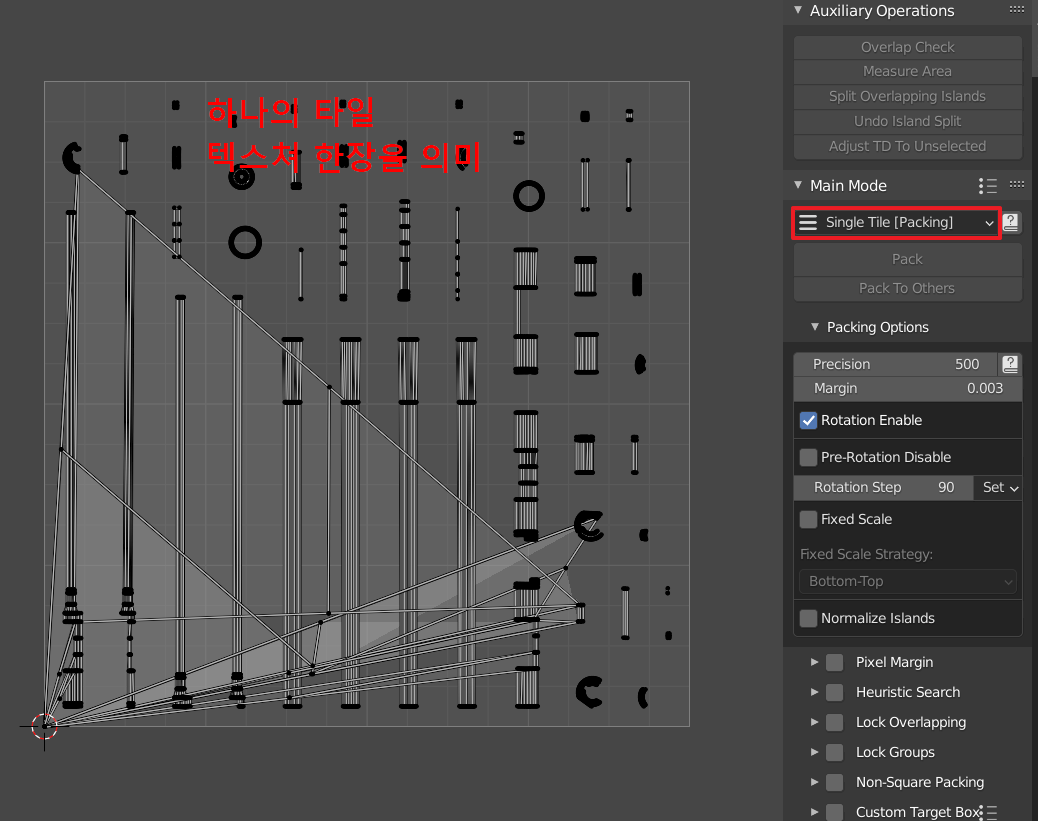 하나의 타일
텍스처 한장을 의미
Auxiliary Operations
Overlap Check
Measure Area
Split Overlapping Islands
Undo Island Split
Adjust TD To Unselected
Main Mode
Single Tile [Packing]
Pack
Pack To Others
Packing Options
Precision 500
Margin 0.003
Rotation Enable
Pre-Rotation Disable
Rotation Step 90 Set
Fixed Scale
Fixed Scale Strategy:
Bottom-Top
Normalize Islands
Pixel Margin
Heuristic Search
Lock Overlapping
Lock Groups
Non-Square Packing
Custom Target Box